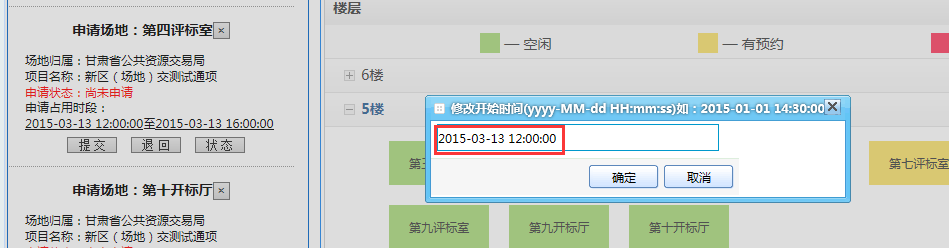 申请场地：第四评标室×
场地归属：甘肃省公共资源交易局
项目名称：新区（场地）交测试通项
申请状态：尚未申请
申请占用时段：
2015-03-13 12:00:00至2015-03-13 16:00:00
提 交
退 回
状 态
申请场地：第十开标厅×
场地归属：甘肃省公共资源交易局
项目名称：新区（场地）交测试通项
楼层
— 空闲
— 有预约
6楼
5楼
修改开始时间(yyyy-MM-dd HH:mm:ss)如：2015-01-01 14:30:00
2015-03-13 12:00:00
确定
取消
第七评标室
第九评标室
第九开标厅
第十开标厅